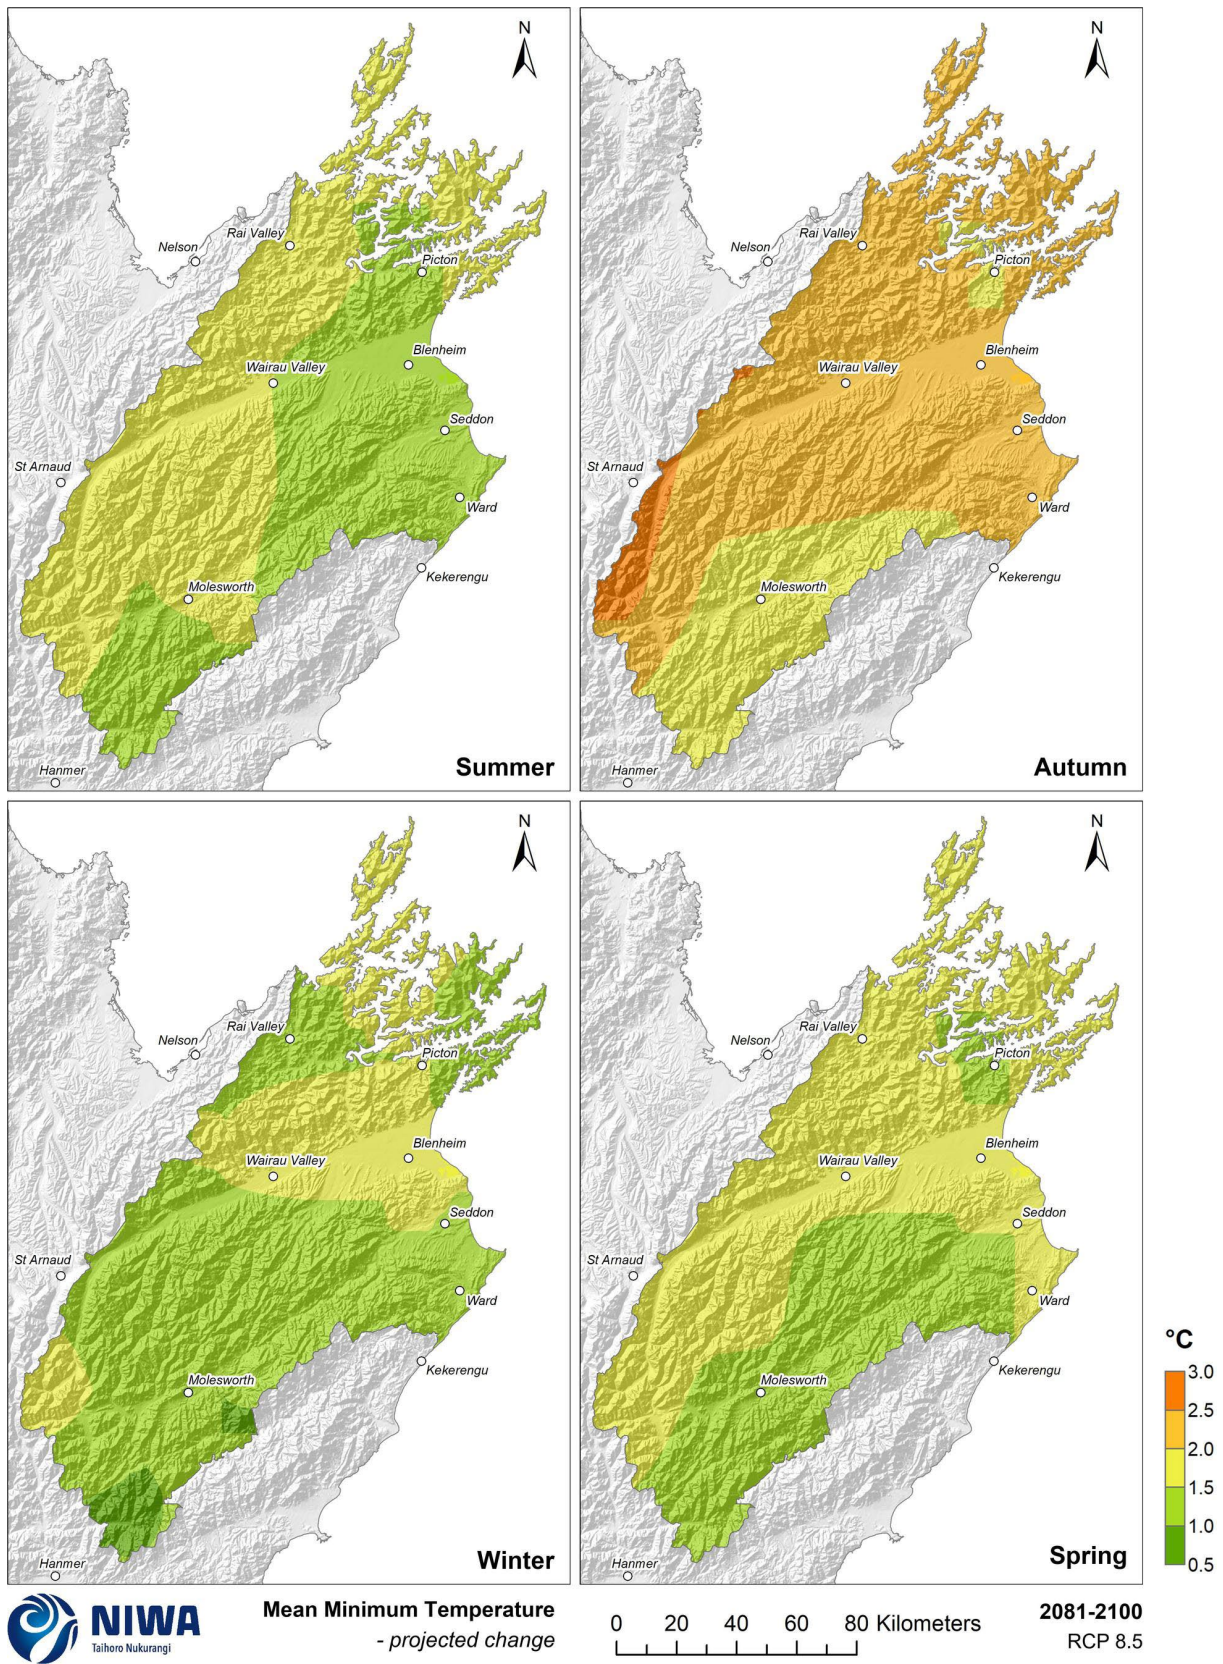 N
Rai Valley
Nelson
Picton
Blenheim
Wairau Valley
Seddon
St Arnaud
Ward
Kekerengu
Molesworth
Hanmer
Summer
N
Rai Valley
Nelson
Picton
Blenheim
Wairau Valley
Seddon
St Arnaud
Ward
Kekerengu
Molesworth
Hanmer
Autumn
N
Rai Valley
Nelson
Picton
Blenheim
Wairau Valley
Seddon
St Arnaud
Ward
Kekerengu
Molesworth
Hanmer
Winter
N
Rai Valley
Nelson
Picton
Blenheim
Wairau Valley
Seddon
St Arnaud
Ward
Kekerengu
Molesworth
Hanmer
Spring
°C
3.0
2.5
2.0
1.5
1.0
0.5
NIWA
Taihoro Nukurangi
Mean Minimum Temperature
- projected change
0 20 40 60 80 Kilometers
2081-2100
RCP 8.5